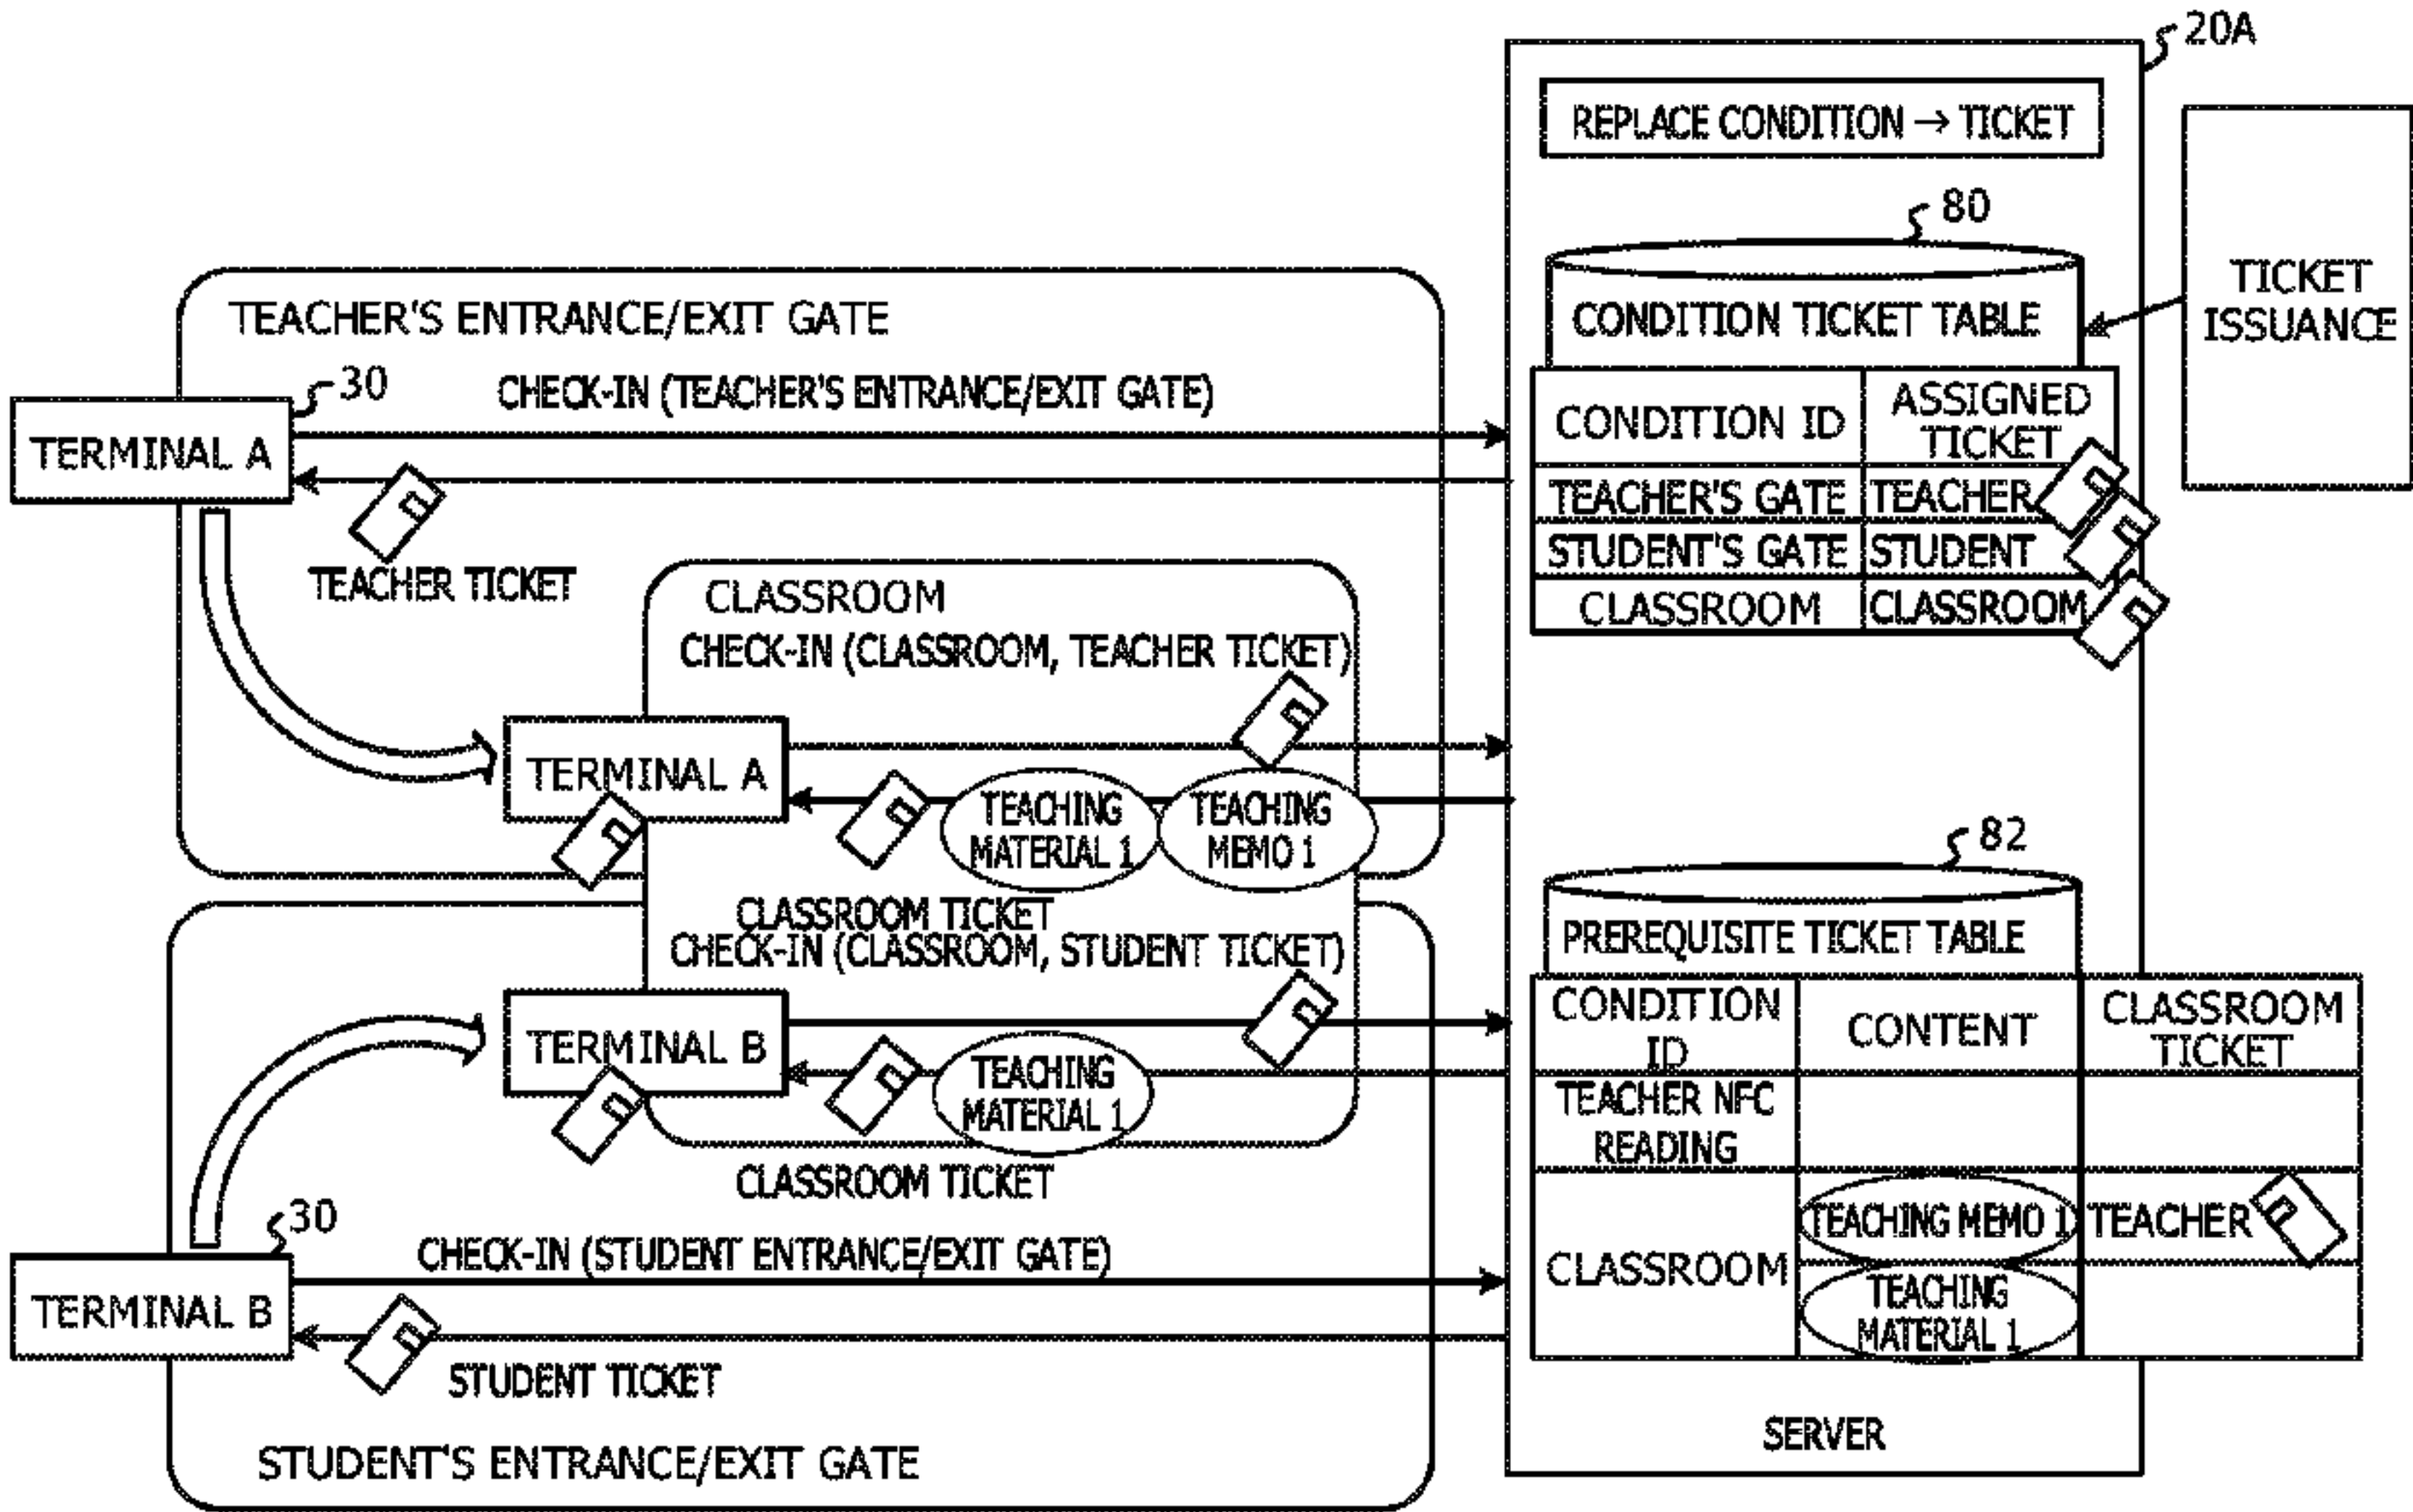 20A
REPLACE CONDITION → TICKET
80
CONDITION TICKET TABLE
TICKET
ISSUANCE
CONDITION ID
ASSIGNED
TICKET
TEACHER'S GATE
TEACHER
STUDENT'S GATE
STUDENT
CLASSROOM
CLASSROOM
TEACHER'S ENTRANCE/EXIT GATE
30
CHECK-IN (TEACHER'S ENTRANCE/EXIT GATE)
TERMINAL A
TEACHER TICKET
CLASSROOM
CHECK-IN (CLASSROOM, TEACHER TICKET)
TERMINAL A
TEACHING
MATERIAL 1
TEACHING
MEMO 1
CLASSROOM TICKET
CHECK-IN (CLASSROOM, STUDENT TICKET)
TERMINAL B
TEACHING
MATERIAL 1
CLASSROOM TICKET
30
CHECK-IN (STUDENT ENTRANCE/EXIT GATE)
TERMINAL B
STUDENT TICKET
STUDENT'S ENTRANCE/EXIT GATE
82
PREREQUISITE TICKET TABLE
CONDITION
ID
CONTENT
CLASSROOM
TICKET
TEACHER NFC
READING
CLASSROOM
TEACHING MEMO 1
TEACHER
TEACHING
MATERIAL 1
SERVER